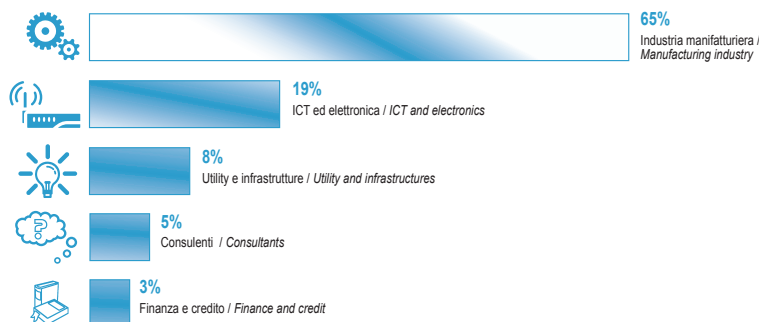 65%
Industria manifatturiera /
Manufacturing industry
19%
ICT ed elettronica / ICT and electronics
8%
Utility e infrastrutture / Utility and infrastructures
?
5%
Consulenti / Consultants
3%
Finanza e credito / Finance and credit